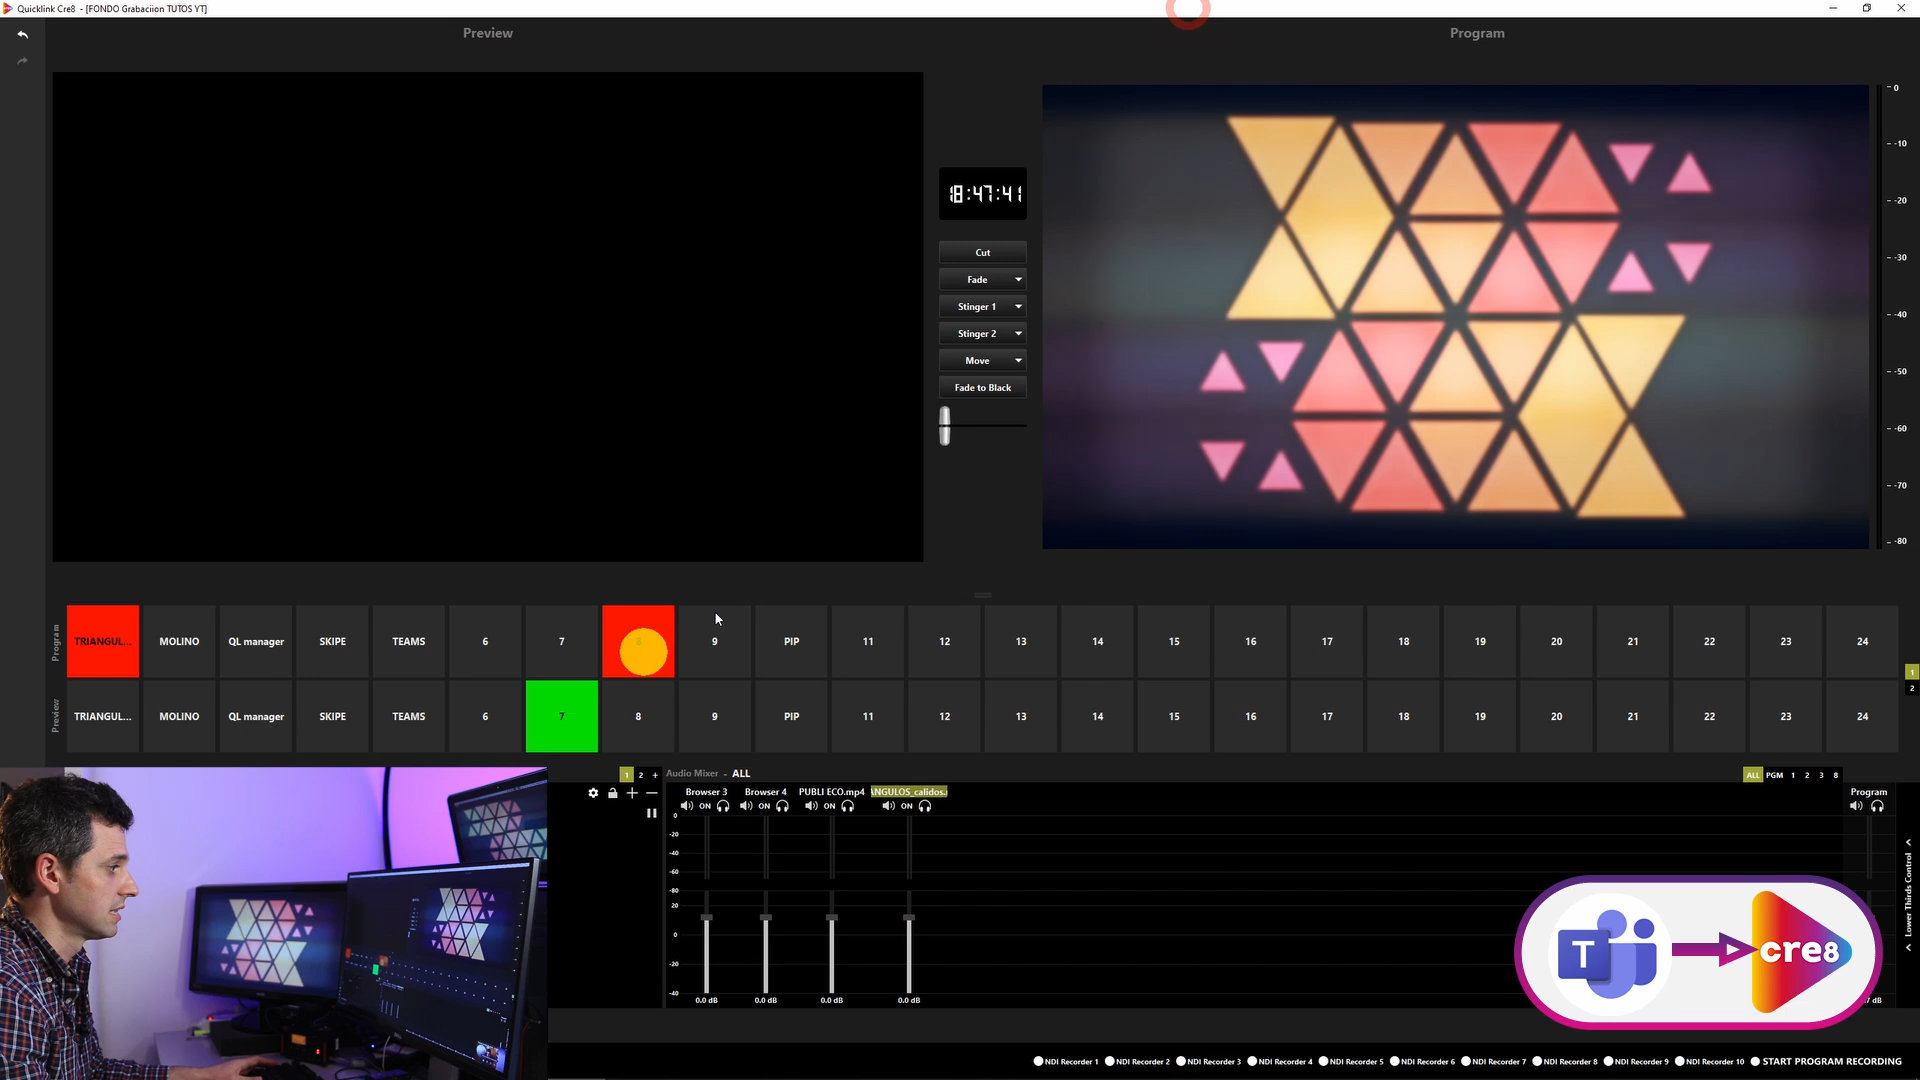 Quicklink Cre8 - [FONDO Grabaciion TUTOS YT]
Preview
Program
18:47:41
Cut
Fade
Stinger 1
Stinger 2
Move
Fade to Black
0
-10
-20
-30
-40
-50
-60
-70
-80
Program
TRIANGUL... MOLINO QL manager SKIPE TEAMS 6 7 8 9 PIP 11 12 13 14 15 16 17 18 19 20 21 22 23 24
1
2
Preview
TRIANGUL... MOLINO QL manager SKIPE TEAMS 6 7 8 9 PIP 11 12 13 14 15 16 17 18 19 20 21 22 23 24
1 2 +
Audio Mixer - ALL
ALL PGM 1 2 3 8
Browser 3 Browser 4 PUBLI ECO.mp4 ANGULOS_calidos.
Program
ON ON ON ON
0
-20
-40
-60
-80
20
0
-20
-40
0.0 dB 0.0 dB 0.0 dB 0.0 dB
dB
Lower Thirds Control
T
cre8
NDI Recorder 1 NDI Recorder 2 NDI Recorder 3 NDI Recorder 4 NDI Recorder 5 NDI Recorder 6 NDI Recorder 7 NDI Recorder 8 NDI Recorder 9 NDI Recorder 10 START PROGRAM RECORDING